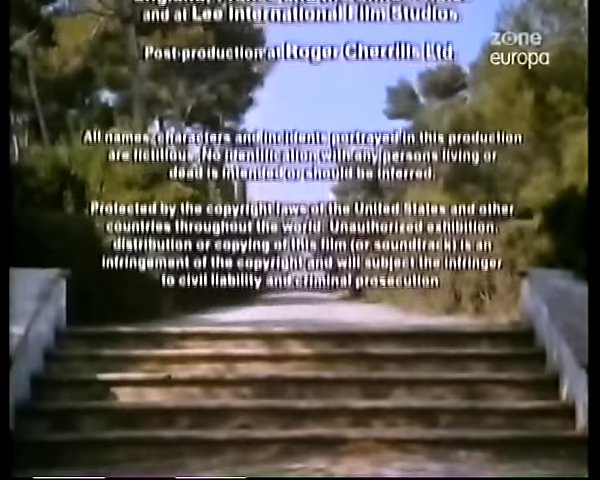 and at Lee International Film Studios.
Post-production at Roger Cherrills Ltd.
zone
europa
All names, characters and incidents portrayed in this production
are fictitious. No identification with any persons living or
dead is intended or should be inferred.
Protected by the copyright laws of the United States and other
countries throughout the world. Unauthorized exhibition,
distribution or copying of this film (or soundtrack) is an
infringement of the copyright and will subject the infringer
to civil liability and criminal prosecution